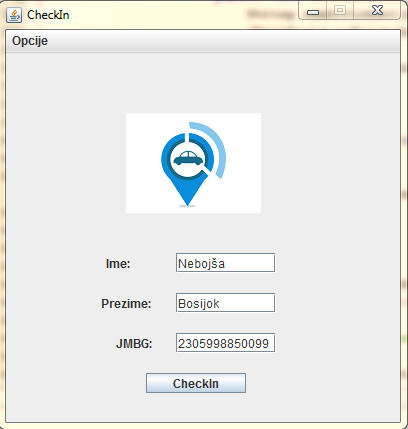 CheckIn
Opcije
Ime: Nebojša
Prezime: Bosijok
JMBG: 2305998850099
CheckIn